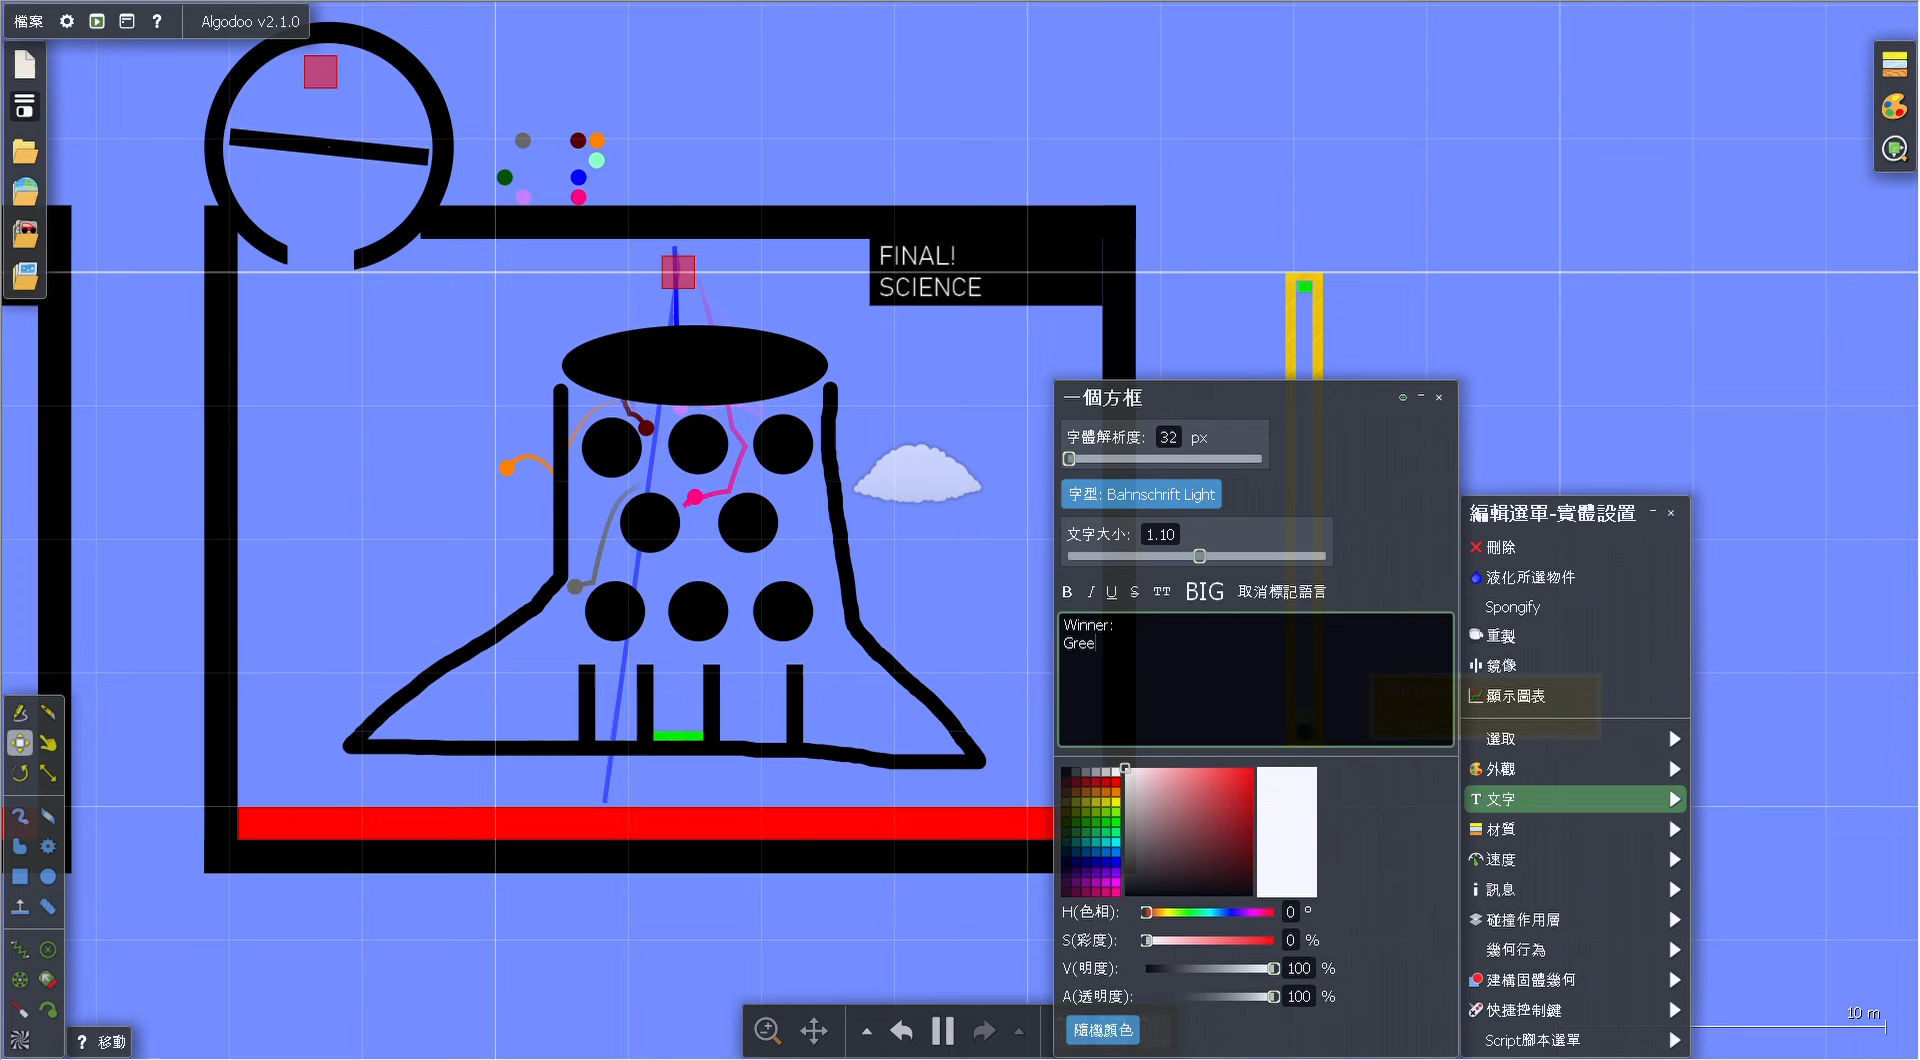 檔案
?
Algodoo v2.1.0
FINAL!
SCIENCE
一個方框
字體解析度: 32 px
字型: Bahnschrift Light
文字大小: 1.10
B I U S TT BIG 取消標記語言
Winner:
Gree
H(色相): 0 °
S(彩度): 0 %
V(明度): 100 %
A(透明度): 100 %
隨機顏色
編輯選單-實體設置
刪除
液化所選物件
Spongify
重製
鏡像
顯示圖表
選取
外觀
T 文字
材質
速度
訊息
碰撞作用層
幾何行為
建構固體幾何
快捷控制鍵
Script腳本選單
? 移動
10 m